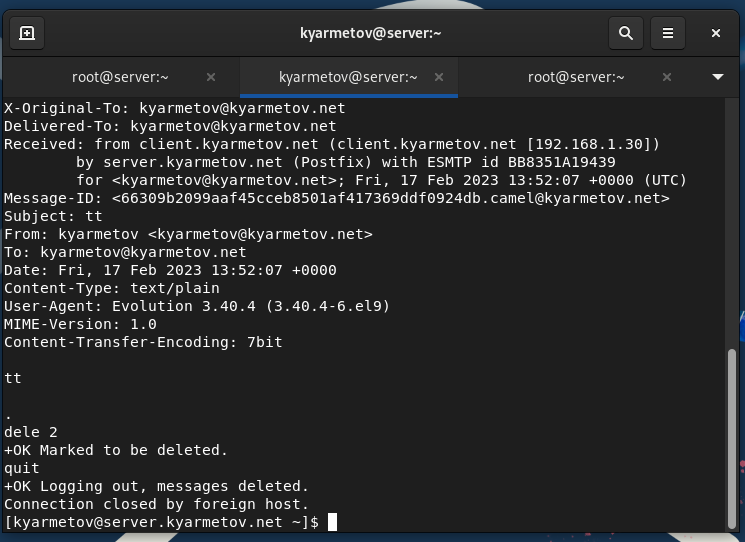 kyarmetov@server:~
root@server:~
kyarmetov@server:~
root@server:~
X-Original-To: kyarmetov@kyarmetov.net
Delivered-To: kyarmetov@kyarmetov.net
Received: from client.kyarmetov.net (client.kyarmetov.net [192.168.1.30])
        by server.kyarmetov.net (Postfix) with ESMTP id BB8351A19439
        for <kyarmetov@kyarmetov.net>; Fri, 17 Feb 2023 13:52:07 +0000 (UTC)
Message-ID: <66309b2099aaf45cceb8501af417369ddf0924db.camel@kyarmetov.net>
Subject: tt
From: kyarmetov <kyarmetov@kyarmetov.net>
To: kyarmetov@kyarmetov.net
Date: Fri, 17 Feb 2023 13:52:07 +0000
Content-Type: text/plain
User-Agent: Evolution 3.40.4 (3.40.4-6.el9)
MIME-Version: 1.0
Content-Transfer-Encoding: 7bit

tt

.
dele 2
+OK Marked to be deleted.
quit
+OK Logging out, messages deleted.
Connection closed by foreign host.
[kyarmetov@server.kyarmetov.net ~]$